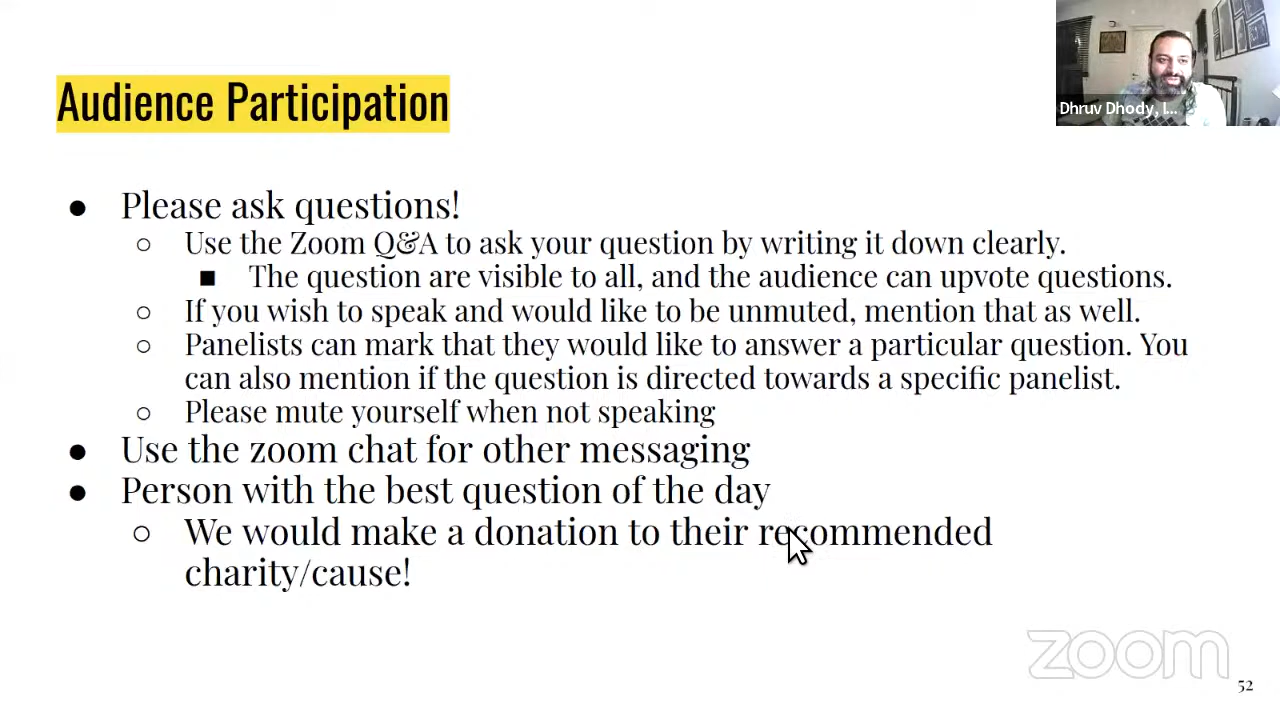 Audience Participation
Dhruv Dhody, I...
● Please ask questions!
○ Use the Zoom Q&A to ask your question by writing it down clearly.
■ The question are visible to all, and the audience can upvote questions.
○ If you wish to speak and would like to be unmuted, mention that as well.
○ Panelists can mark that they would like to answer a particular question. You
can also mention if the question is directed towards a specific panelist.
○ Please mute yourself when not speaking
● Use the zoom chat for other messaging
● Person with the best question of the day
○ We would make a donation to their recommended
charity/cause!
zoom
52